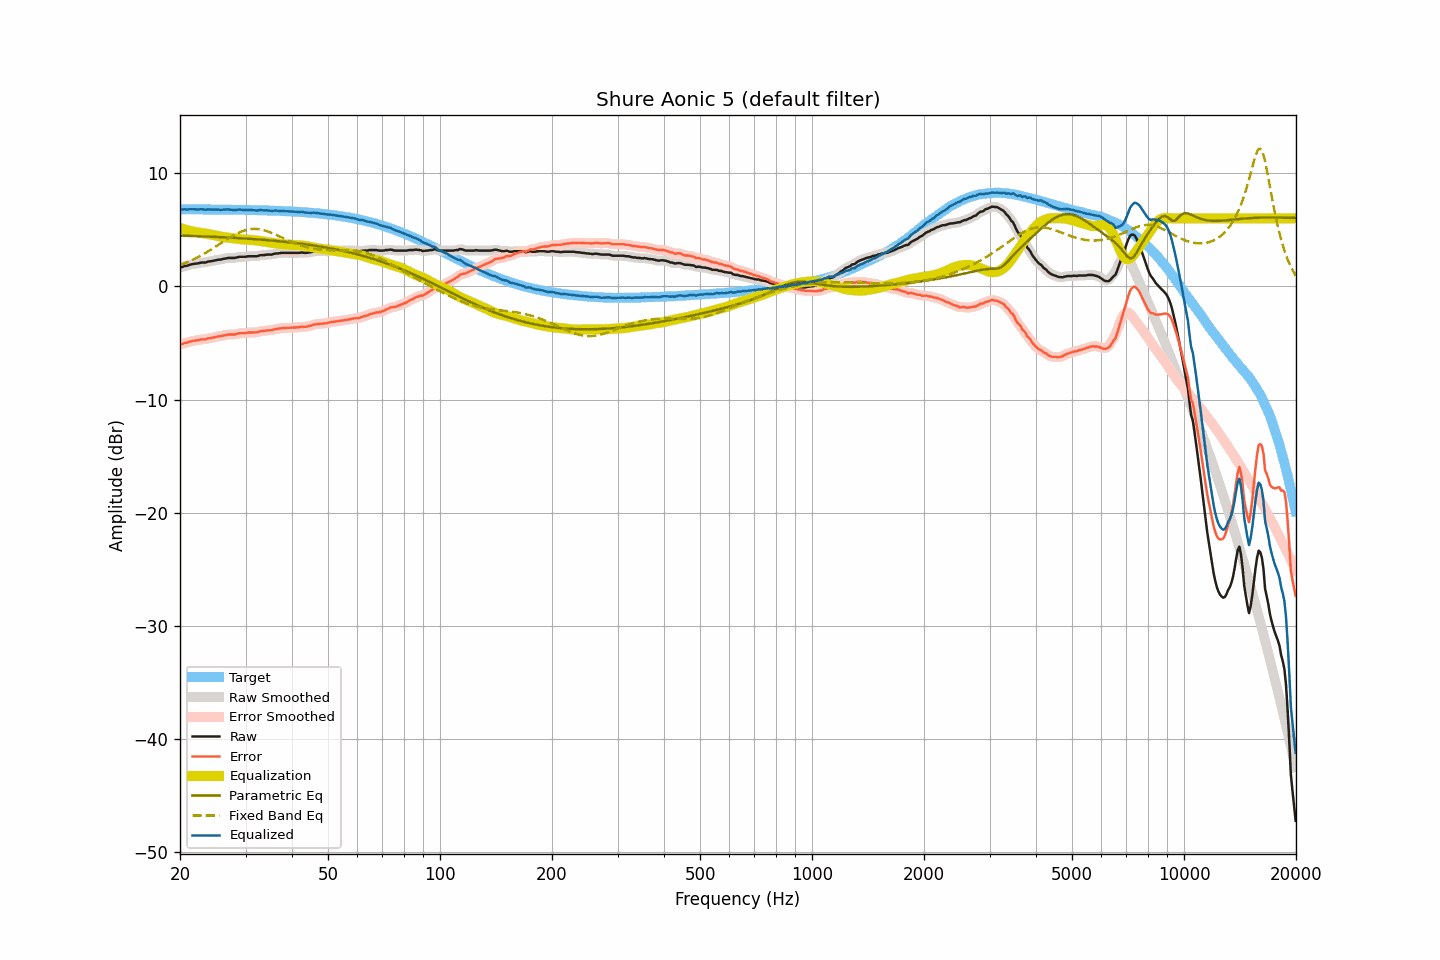 Shure Aonic 5 (default filter)
10
0
−10
−20
−30
−40
−50
Amplitude (dBr)
Target
Raw Smoothed
Error Smoothed
Raw
Error
Equalization
Parametric Eq
Fixed Band Eq
Equalized
20 50 100 200 500 1000 2000 5000 10000 20000
Frequency (Hz)